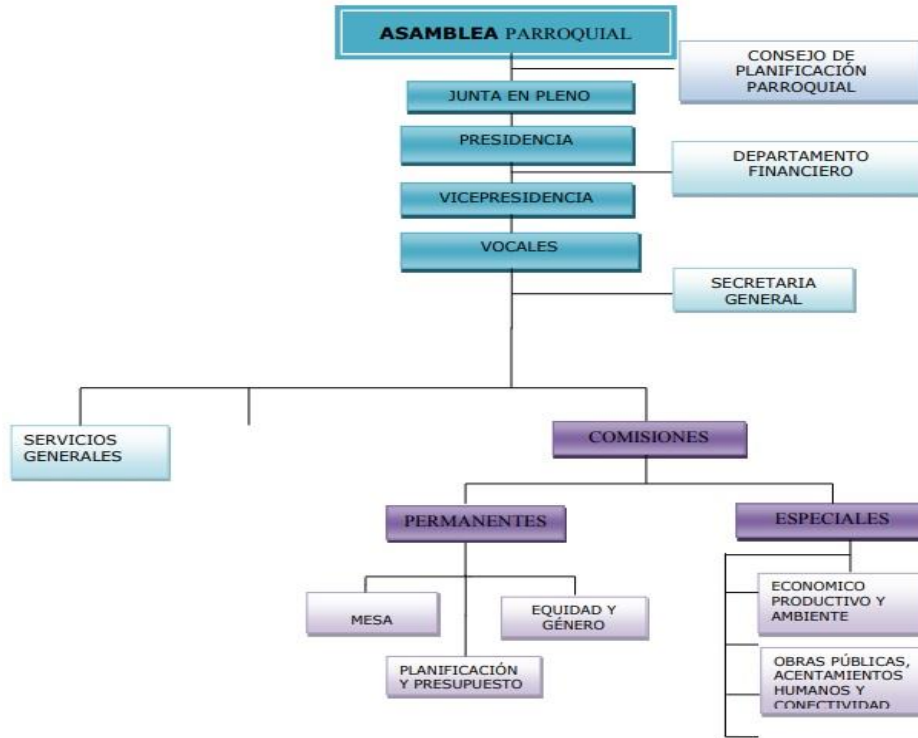 ASAMBLEA PARROQUIAL
CONSEJO DE
PLANIFICACIÓN
PARROQUIAL
JUNTA EN PLENO
PRESIDENCIA
DEPARTAMENTO
FINANCIERO
VICEPRESIDENCIA
VOCALES
SECRETARIA
GENERAL
SERVICIOS
GENERALES
COMISIONES
PERMANENTES
ESPECIALES
MESA
EQUIDAD Y
GÉNERO
PLANIFICACIÓN
Y PRESUPUESTO
ECONOMICO
PRODUCTIVO Y
AMBIENTE
OBRAS PÚBLICAS,
ACENTAMIENTOS
HUMANOS Y
CONECTIVIDAD